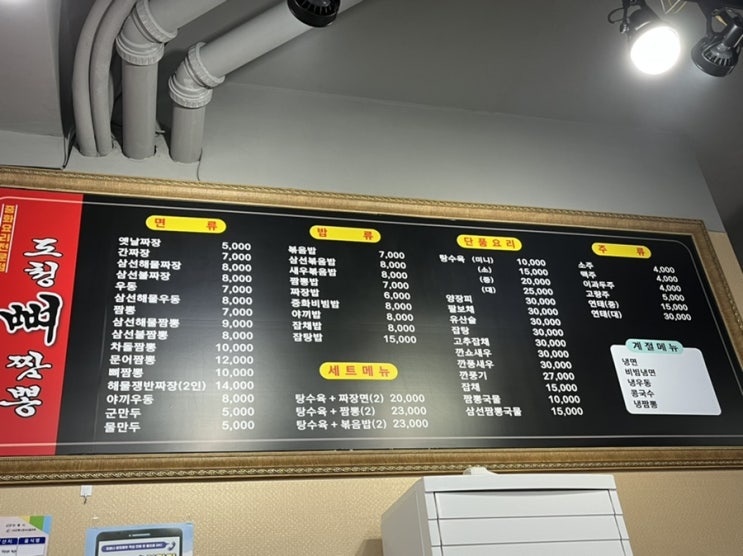 중화요리전문점
도청
뼈
짬뽕
면 류
옛날짜장 5,000
간짜장 7,000
삼선해물짜장 8,000
삼선불짜장 8,000
우동 7,000
삼선해물우동 8,000
짬뽕 7,000
삼선해물짬뽕 9,000
삼선불짬뽕 8,000
차돌짬뽕 10,000
문어짬뽕 12,000
뼈짬뽕 10,000
해물쟁반짜장(2인) 14,000
야끼우동 8,000
군만두 5,000
물만두 5,000
밥 류
볶음밥 7,000
삼선볶음밥 8,000
새우볶음밥 8,000
짬뽕밥 7,000
짜장밥 6,000
중화비빔밥 8,000
야끼밥 8,000
잡채밥 8,000
잡탕밥 15,000
세트메뉴
탕수육+짜장면(2) 20,000
탕수육+짬뽕(2) 23,000
탕수육+볶음밥(2) 23,000
단품요리
탕수육 (미니) 10,000
(소) 15,000
(중) 20,000
(대) 25,000
양장피 30,000
팔보채 30,000
유산슬 30,000
잡탕 30,000
고추잡채 30,000
깐쇼새우 30,000
깐풍새우 30,000
깐풍기 27,000
잡채 15,000
짬뽕국물 10,000
삼선짬뽕국물 15,000
주 류
소주 4,000
맥주 4,000
이과두주 4,000
고량주 5,000
연태(중) 15,000
연태(대) 30,000
계절메뉴
냉면
비빔냉면
냉우동
콩국수
냉짬뽕